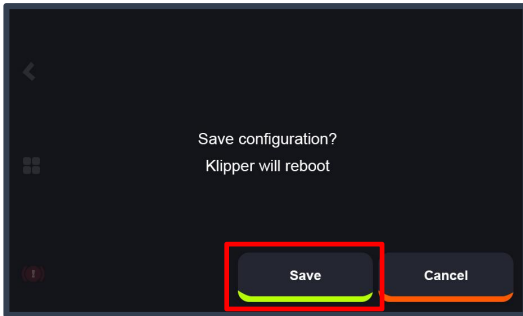 Save configuration?
Klipper will reboot
Save
Cancel